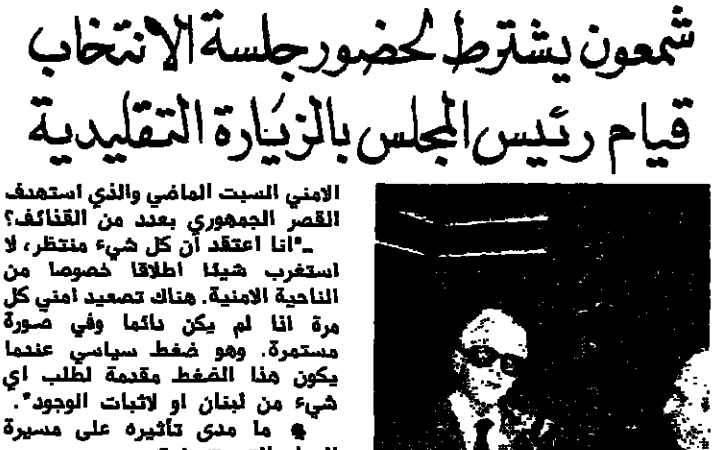 شمعون يشترط لحضور جلسة الانتخاب
قيام رئيس المجلس بالزيارة التقليدية
الامني السبت الماضي والذي استهدف
القصر الجمهوري بعدد من القذائف؟
ـ"انا اعتقد ان كل شيء منتظر، لا
استغرب شيئا اطلاقا خصوصا من
الناحية الامنية. هناك تصعيد امني كل
مرة انا لم يكن دائما وفي صورة
مستمرة. وهو ضغط سياسي عندما
يكون هذا الضغط مقدمة لطلب اي
شيء من لبنان او لاثبات الوجود".
● ما مدى تأثيره على مسيرة